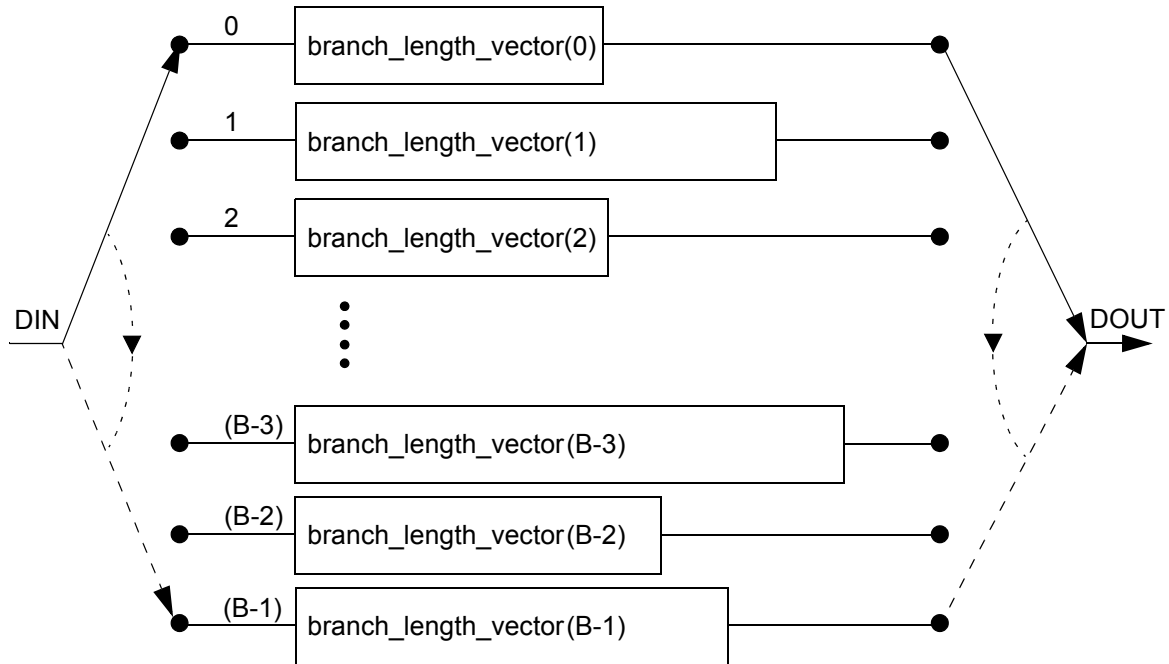 0
branch_length_vector(0)
1
branch_length_vector(1)
2
branch_length_vector(2)
DIN
DOUT
(B-3)
branch_length_vector(B-3)
(B-2)
branch_length_vector(B-2)
(B-1)
branch_length_vector(B-1)